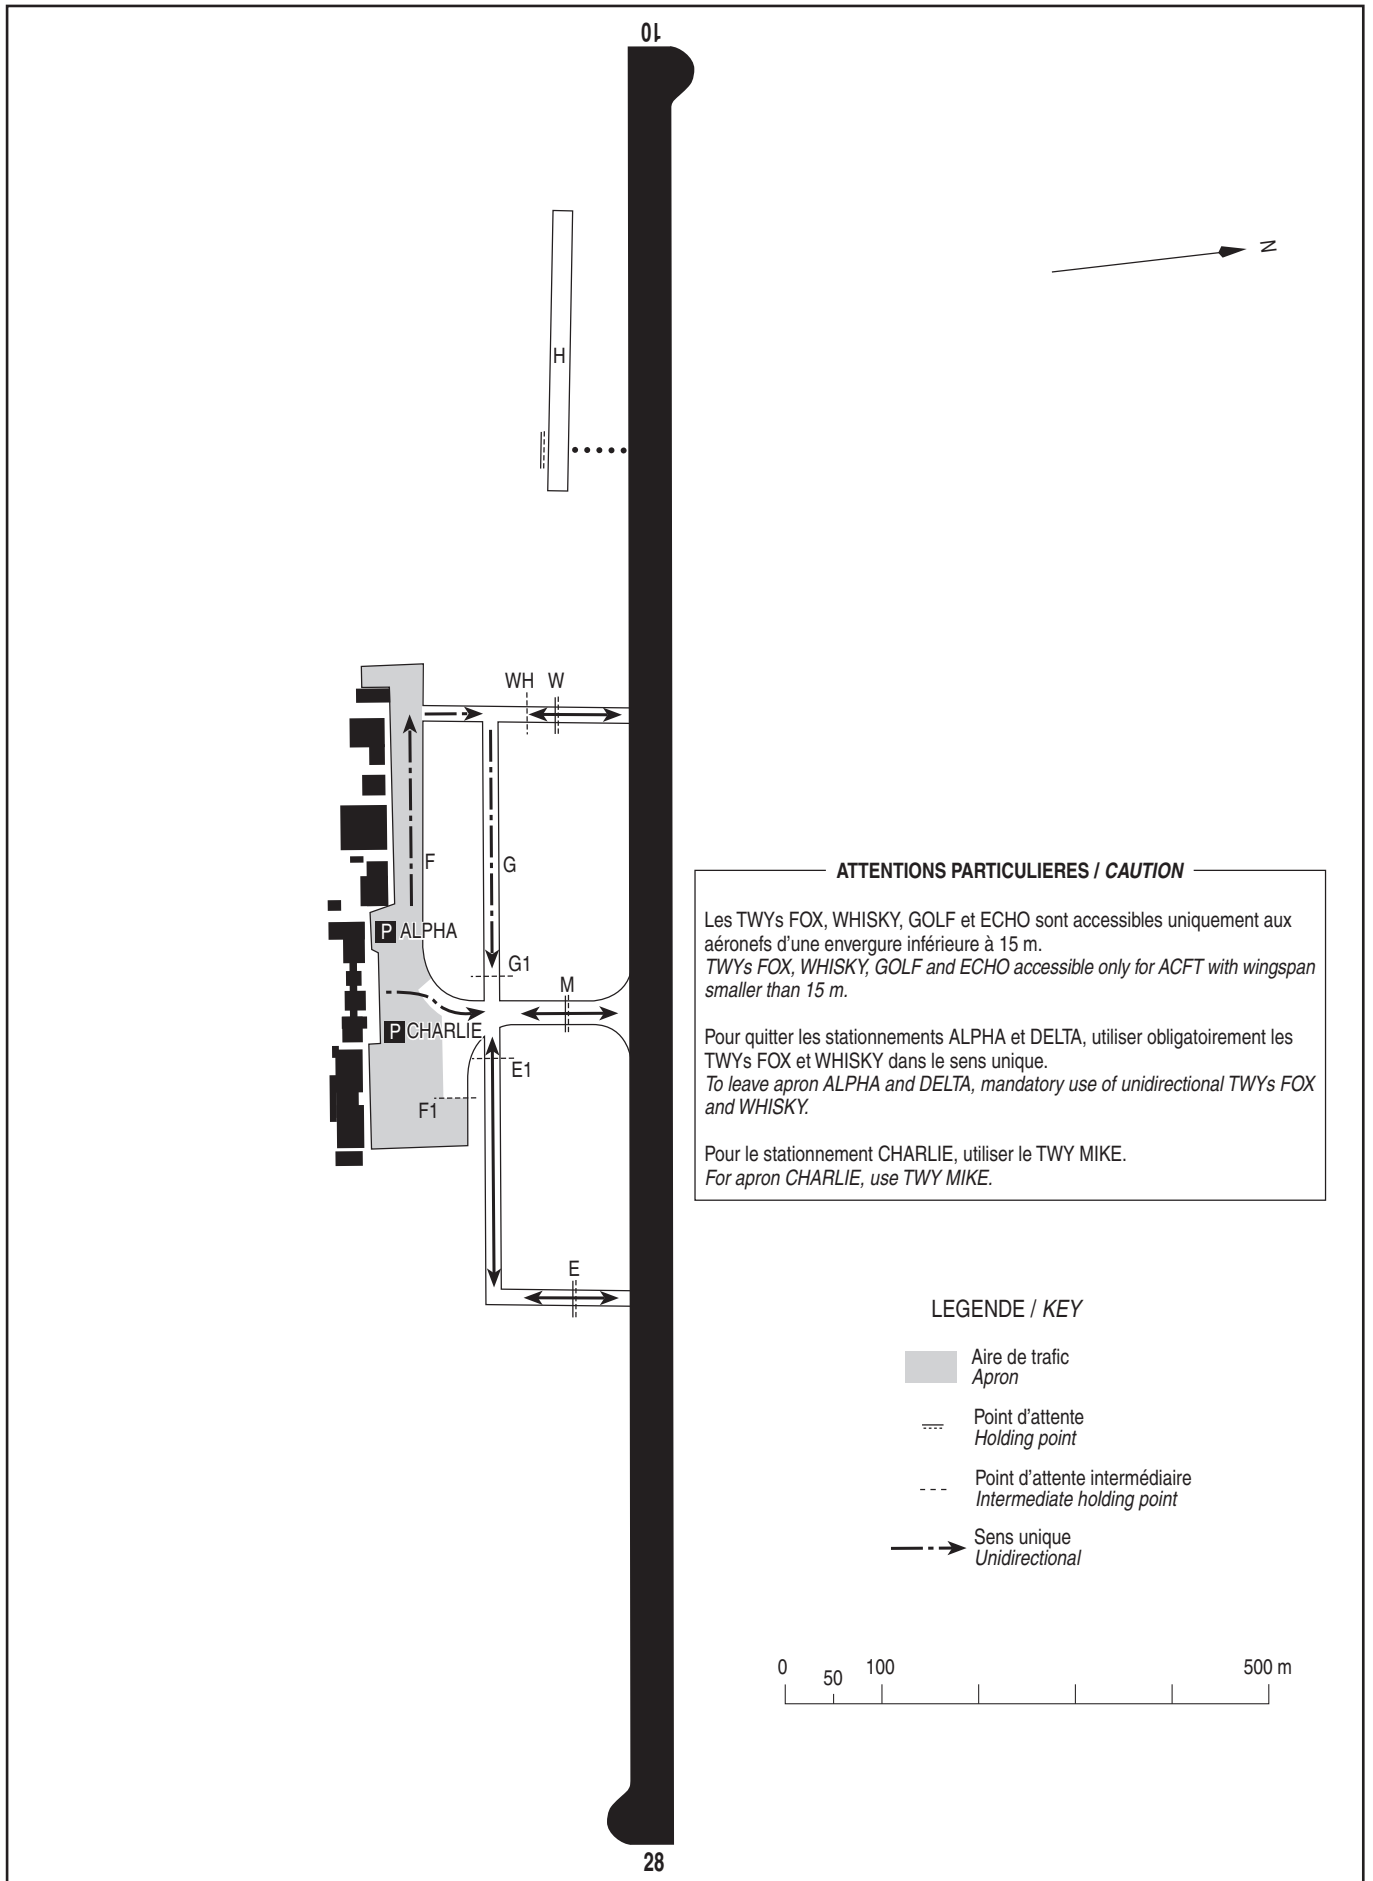 10
N
H
WH W
F
G
P ALPHA
G1
M
P CHARLIE
E1
F1
E
ATTENTIONS PARTICULIERES / CAUTION
Les TWYs FOX, WHISKY, GOLF et ECHO sont accessibles uniquement aux
aéronefs d'une envergure inférieure à 15 m.
TWYs FOX, WHISKY, GOLF and ECHO accessible only for ACFT with wingspan
smaller than 15 m.
Pour quitter les stationnements ALPHA et DELTA, utiliser obligatoirement les
TWYs FOX et WHISKY dans le sens unique.
To leave apron ALPHA and DELTA, mandatory use of unidirectional TWYs FOX
and WHISKY.
Pour le stationnement CHARLIE, utiliser le TWY MIKE.
For apron CHARLIE, use TWY MIKE.
LEGENDE / KEY
Aire de trafic
Apron
Point d'attente
Holding point
Point d'attente intermédiaire
Intermediate holding point
Sens unique
Unidirectional
0 50 100 500 m
28